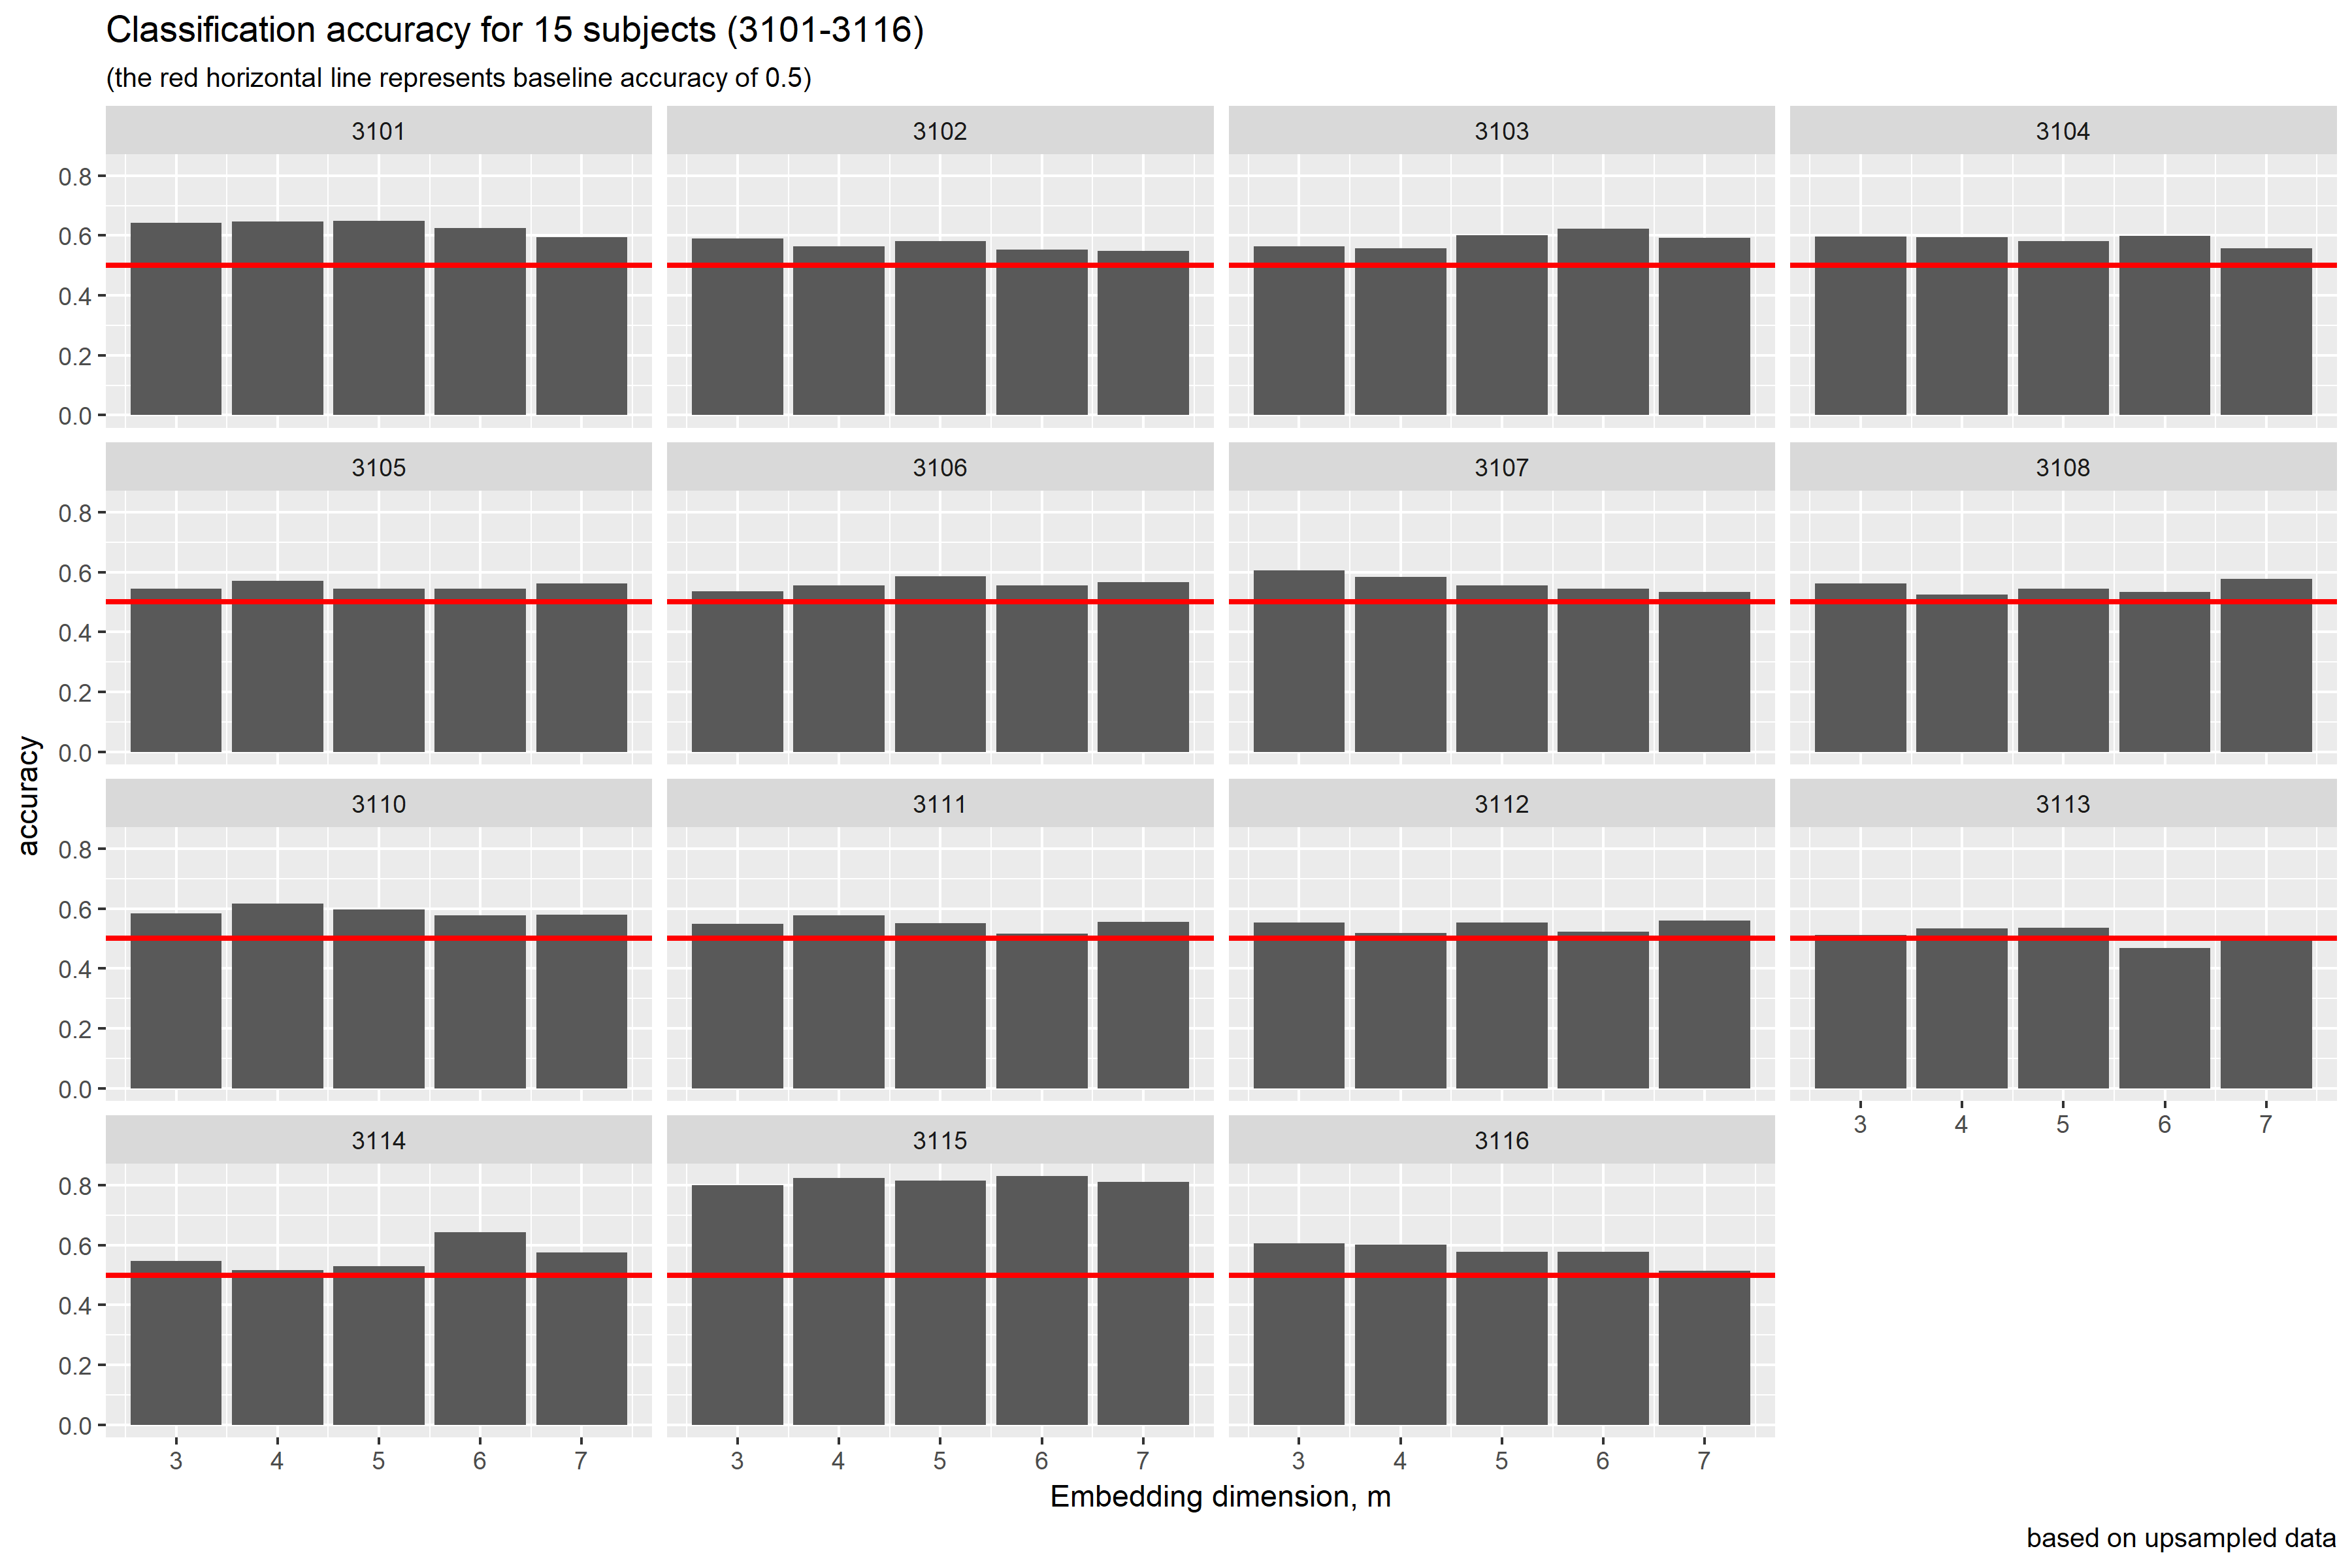 Classification accuracy for 15 subjects (3101-3116)
(the red horizontal line represents baseline accuracy of 0.5)
3101 3102 3103 3104
0.8
0.6
0.4
0.2
0.0
3105 3106 3107 3108
0.8
0.6
0.4
0.2
0.0
accuracy
3110 3111 3112 3113
0.8
0.6
0.4
0.2
0.0
3 4 5 6 7
3114 3115 3116
0.8
0.6
0.4
0.2
0.0
3 4 5 6 7 3 4 5 6 7 3 4 5 6 7
Embedding dimension, m
based on upsampled data